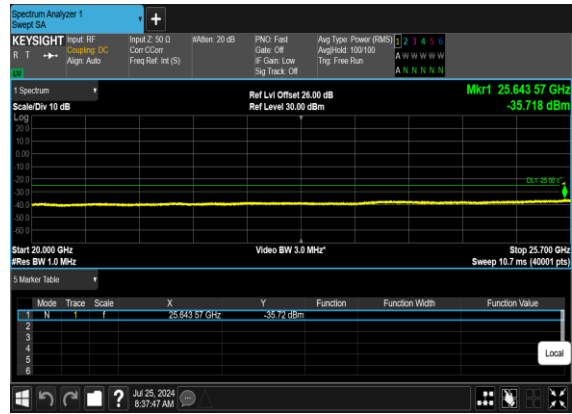 Spectrum Analyzer 1
Swept SA
+
KEYSIGHT Input: RF Input Z: 50 Ω #Atten: 20 dB PNO: Fast Avg Type: Power (RMS) 1 2 3 4 5 6
R T Coupling: DC Corr CCorr Gate: Off Avg|Hold: 100/100 A W W W W W
Align: Auto Freq Ref: Int (S) IF Gain: Low Trig: Free Run A N N N N N
Sig Track: Off
1 Spectrum Ref Lvl Offset 26.00 dB Mkr1 25.643 57 GHz
Scale/Div 10 dB Ref Level 30.00 dBm -35.718 dBm
Log
20.0
10.0
0.00
-10.0
-20.0
DL1 -25.00
-30.0
-40.0
-50.0
-60.0
1
Start 20.000 GHz Video BW 3.0 MHz* Stop 25.700 GHz
#Res BW 1.0 MHz Sweep 10.7 ms (40001 pts)
5 Marker Table
Mode Trace Scale X Y Function Function Width Function Value
1 N 1 f 25.643 57 GHz -35.72 dBm
2
3
4
5
6
Local
? Jul 25, 2024
8:37:47 AM